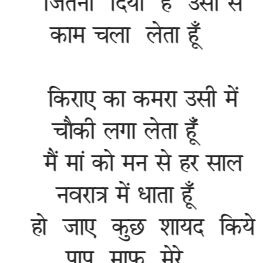 जितना दिया है उसी से
काम चला लेता हूँ
किराए का कमरा उसी में
चौकी लगा लेता हूँ
मैं मां को मन से हर साल
नवरात्र में धाता हूँ
हो जाए कुछ शायद किये
पाप माफ मेरे